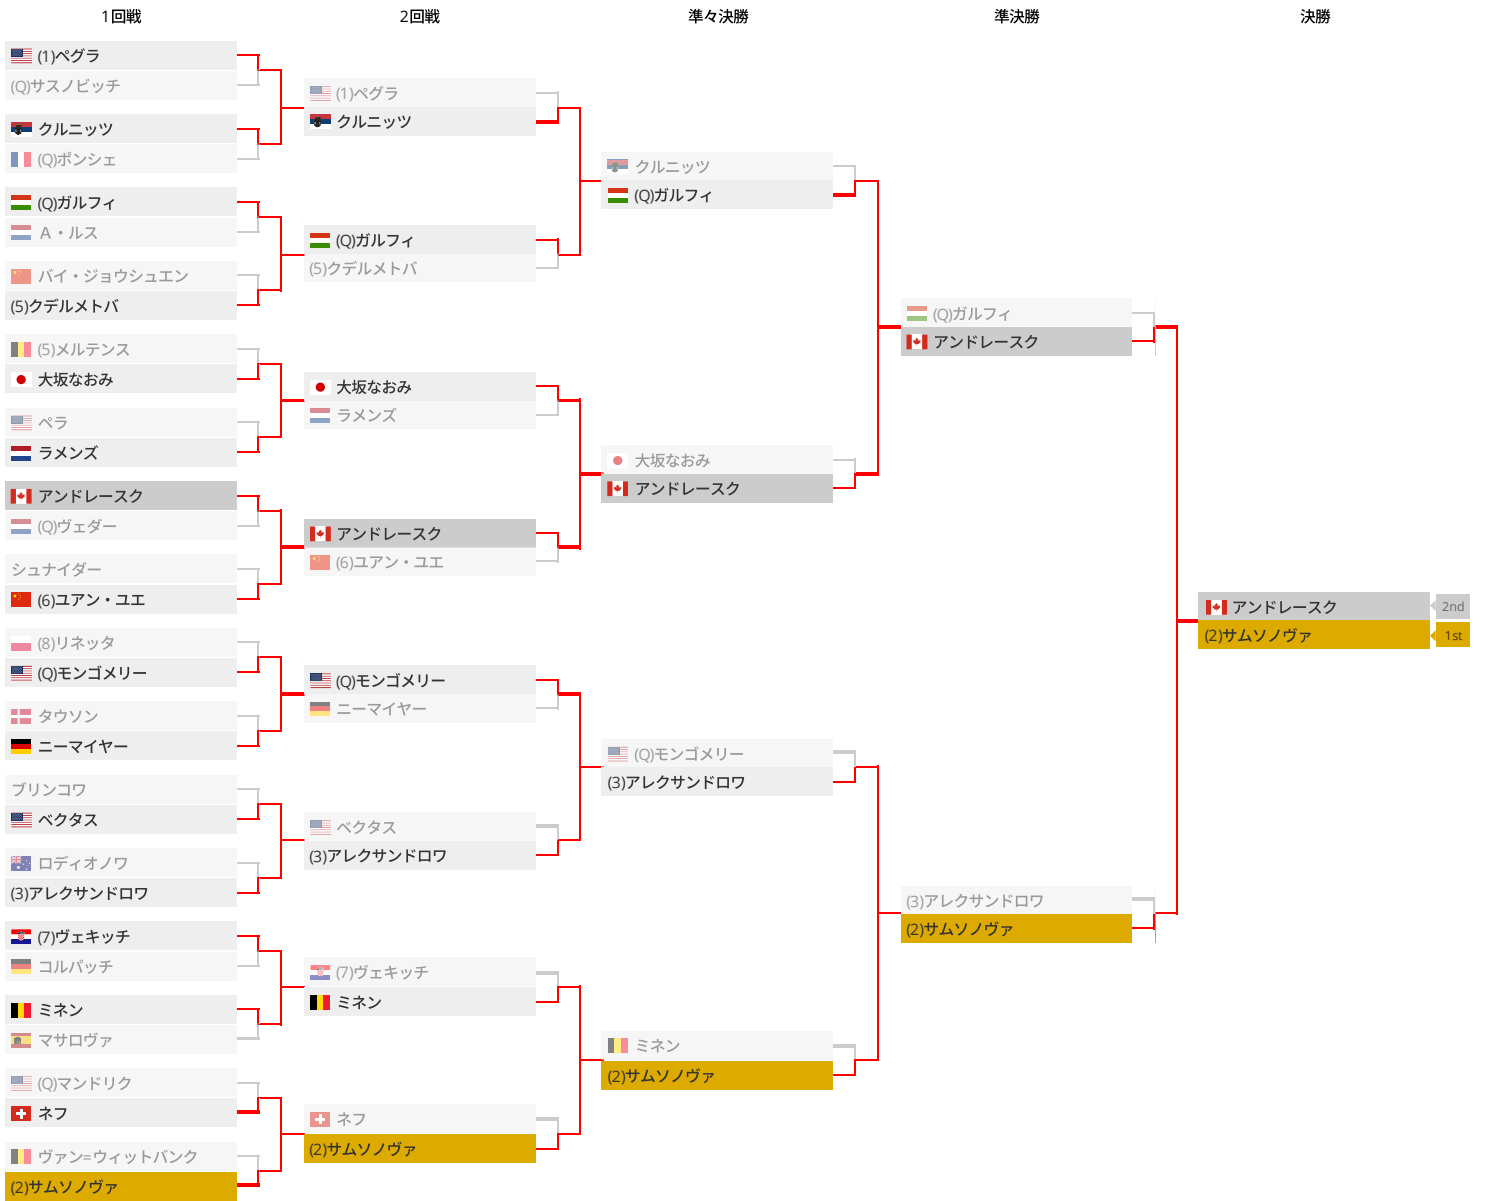 1回戦
2回戦
準々決勝
準決勝
決勝
(1)ペグラ
(Q)サスノビッチ
クルニッツ
(Q)ポンシェ
(Q)ガルフィ
A・ルス
バイ・ジョウシュエン
(5)クデルメトバ
(5)メルテンス
大坂なおみ
ペラ
ラメンズ
アンドレースク
(Q)ヴェダー
シュナイダー
(6)ユアン・ユエ
(8)リネッタ
(Q)モンゴメリー
タウソン
ニーマイヤー
ブリンコワ
ベクタス
ロディオノワ
(3)アレクサンドロワ
(7)ヴェキッチ
コルパッチ
ミネン
マサロヴァ
(Q)マンドリク
ネフ
ヴァン=ウィットバンク
(2)サムソノヴァ
(1)ペグラ
クルニッツ
(Q)ガルフィ
(5)クデルメトバ
大坂なおみ
ラメンズ
アンドレースク
(6)ユアン・ユエ
(Q)モンゴメリー
ニーマイヤー
ベクタス
(3)アレクサンドロワ
(7)ヴェキッチ
ミネン
ネフ
(2)サムソノヴァ
クルニッツ
(Q)ガルフィ
大坂なおみ
アンドレースク
(Q)モンゴメリー
(3)アレクサンドロワ
ミネン
(2)サムソノヴァ
(Q)ガルフィ
アンドレースク
(3)アレクサンドロワ
(2)サムソノヴァ
アンドレースク
2nd
(2)サムソノヴァ
1st